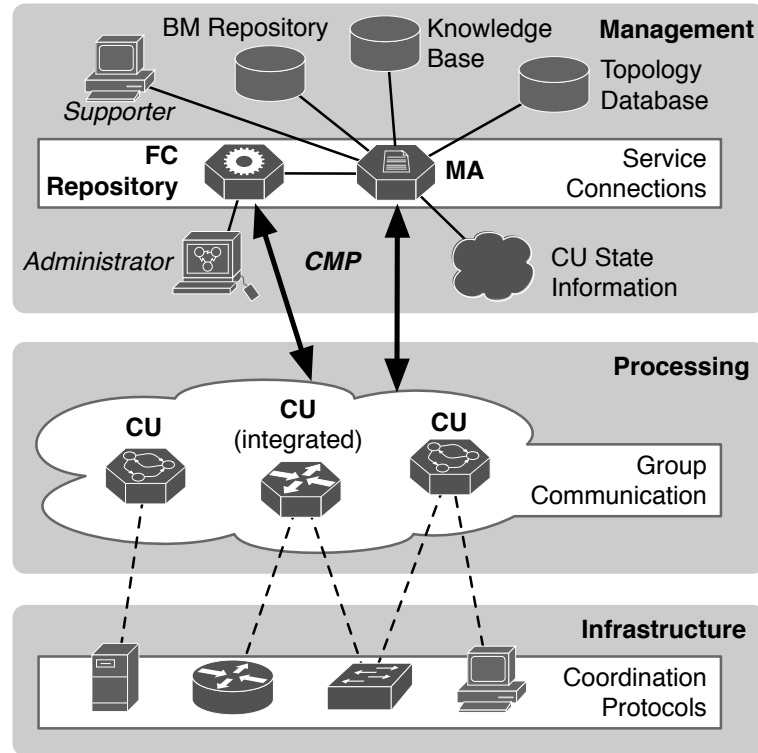 Management
BM Repository
Knowledge
Base
Topology
Database
Supporter
FC
Repository
MA
Service
Connections
Administrator
CMP
CU State
Information
Processing
CU
CU
(integrated)
CU
Group
Communication
Infrastructure
Coordination
Protocols